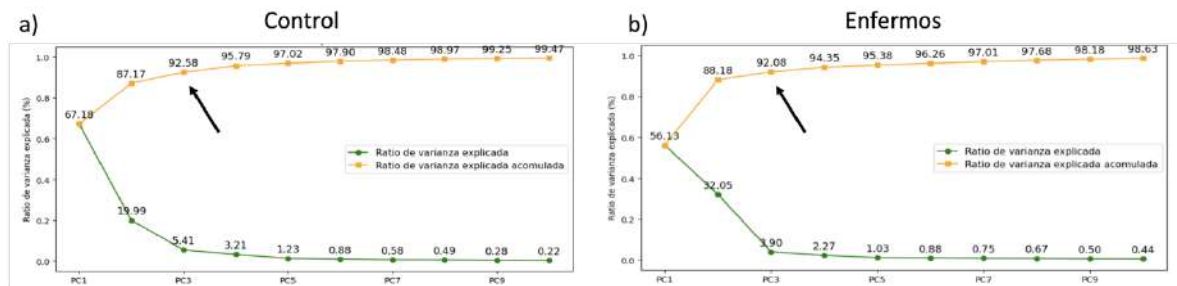 a) Control
67.18 87.17 92.58 95.79 97.02 97.90 98.48 98.97 99.25 99.47
19.99 5.41 3.21 1.23 0.88 0.58 0.49 0.28 0.22
Ratio de varianza explicada (%)
1.0
0.8
0.6
0.4
0.2
0.0
Ratio de varianza explicada
Ratio de varianza explicada acomulada
PC1 PC3 PC5 PC7 PC9
b) Enfermos
56.13 88.18 92.08 94.35 95.38 96.26 97.01 97.68 98.18 98.63
32.05 3.90 2.27 1.03 0.88 0.75 0.67 0.50 0.44
Ratio de varianza explicada (%)
1.0
0.8
0.6
0.4
0.2
0.0
Ratio de varianza explicada
Ratio de varianza explicada acomulada
PC1 PC3 PC5 PC7 PC9